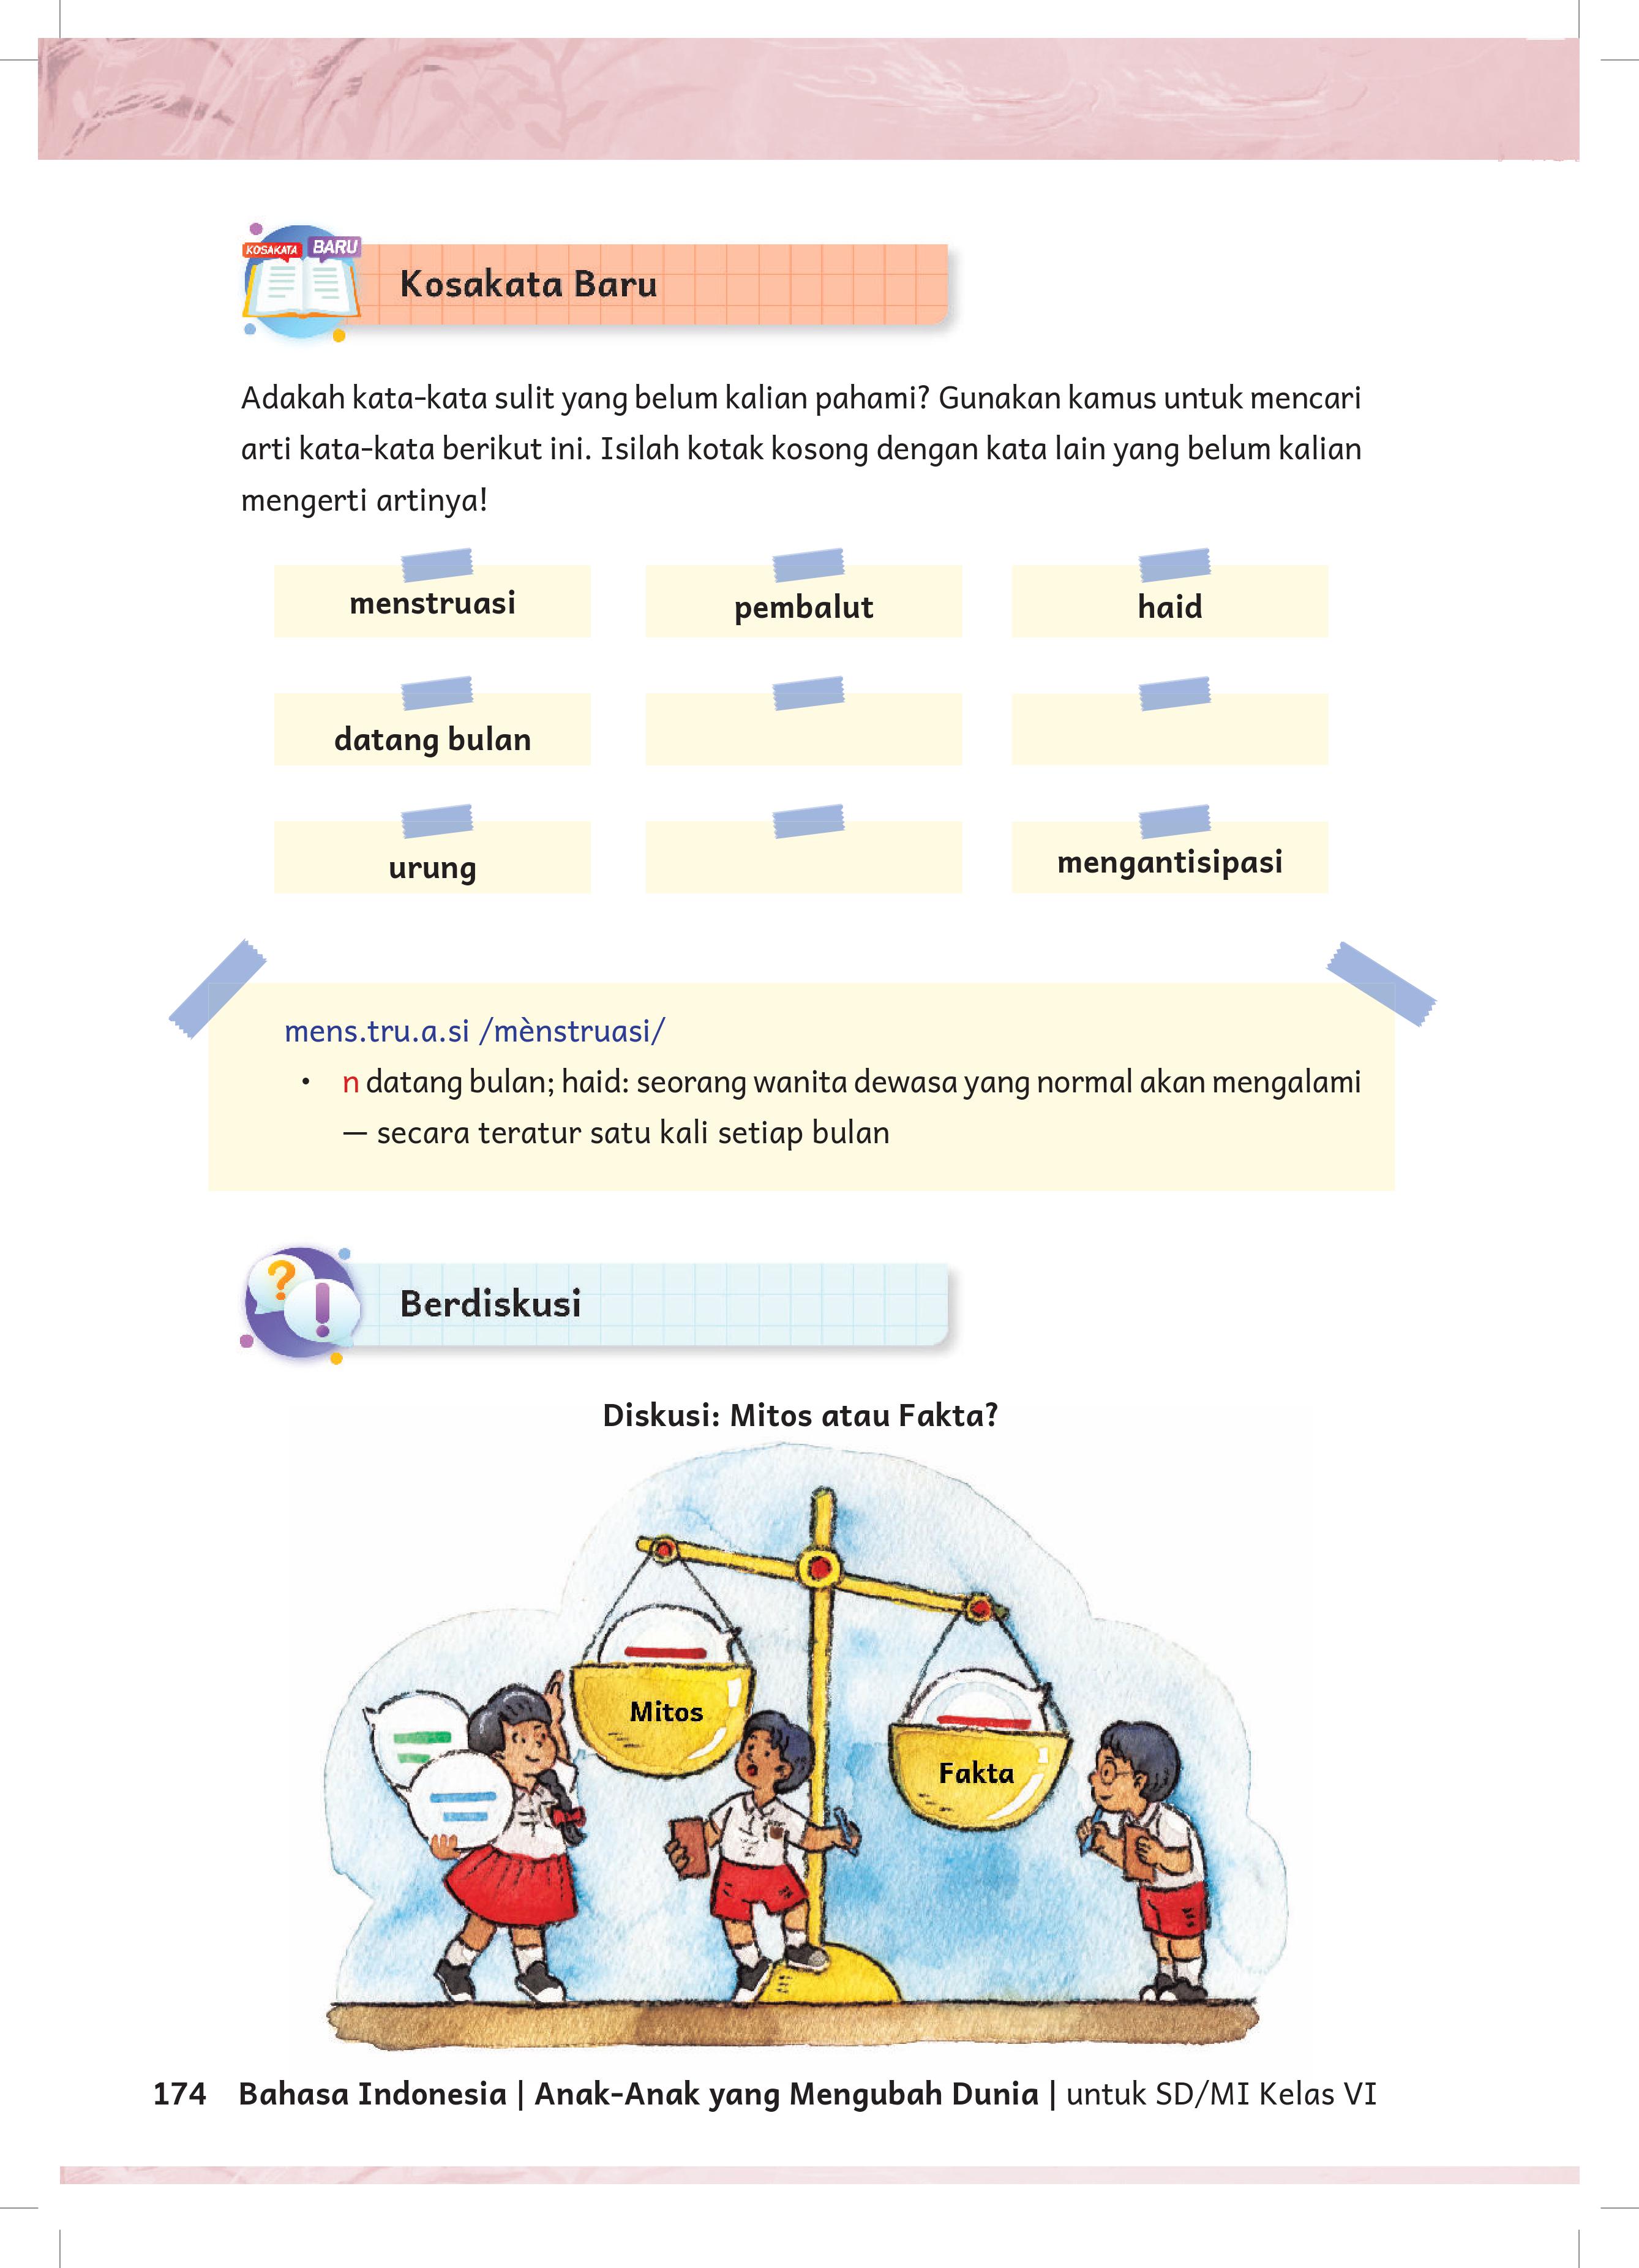 KOSAKATA BARU
Kosakata Baru
Adakah kata-kata sulit yang belum kalian pahami? Gunakan kamus untuk mencari
arti kata-kata berikut ini. Isilah kotak kosong dengan kata lain yang belum kalian
mengerti artinya!
menstruasi
pembalut
haid
datang bulan
urung
mengantisipasi
mens.tru.a.si /mènstruasi/
• n datang bulan; haid: seorang wanita dewasa yang normal akan mengalami
— secara teratur satu kali setiap bulan
? !
Berdiskusi
Diskusi: Mitos atau Fakta?
Mitos
Fakta
174 Bahasa Indonesia | Anak-Anak yang Mengubah Dunia | untuk SD/MI Kelas VI